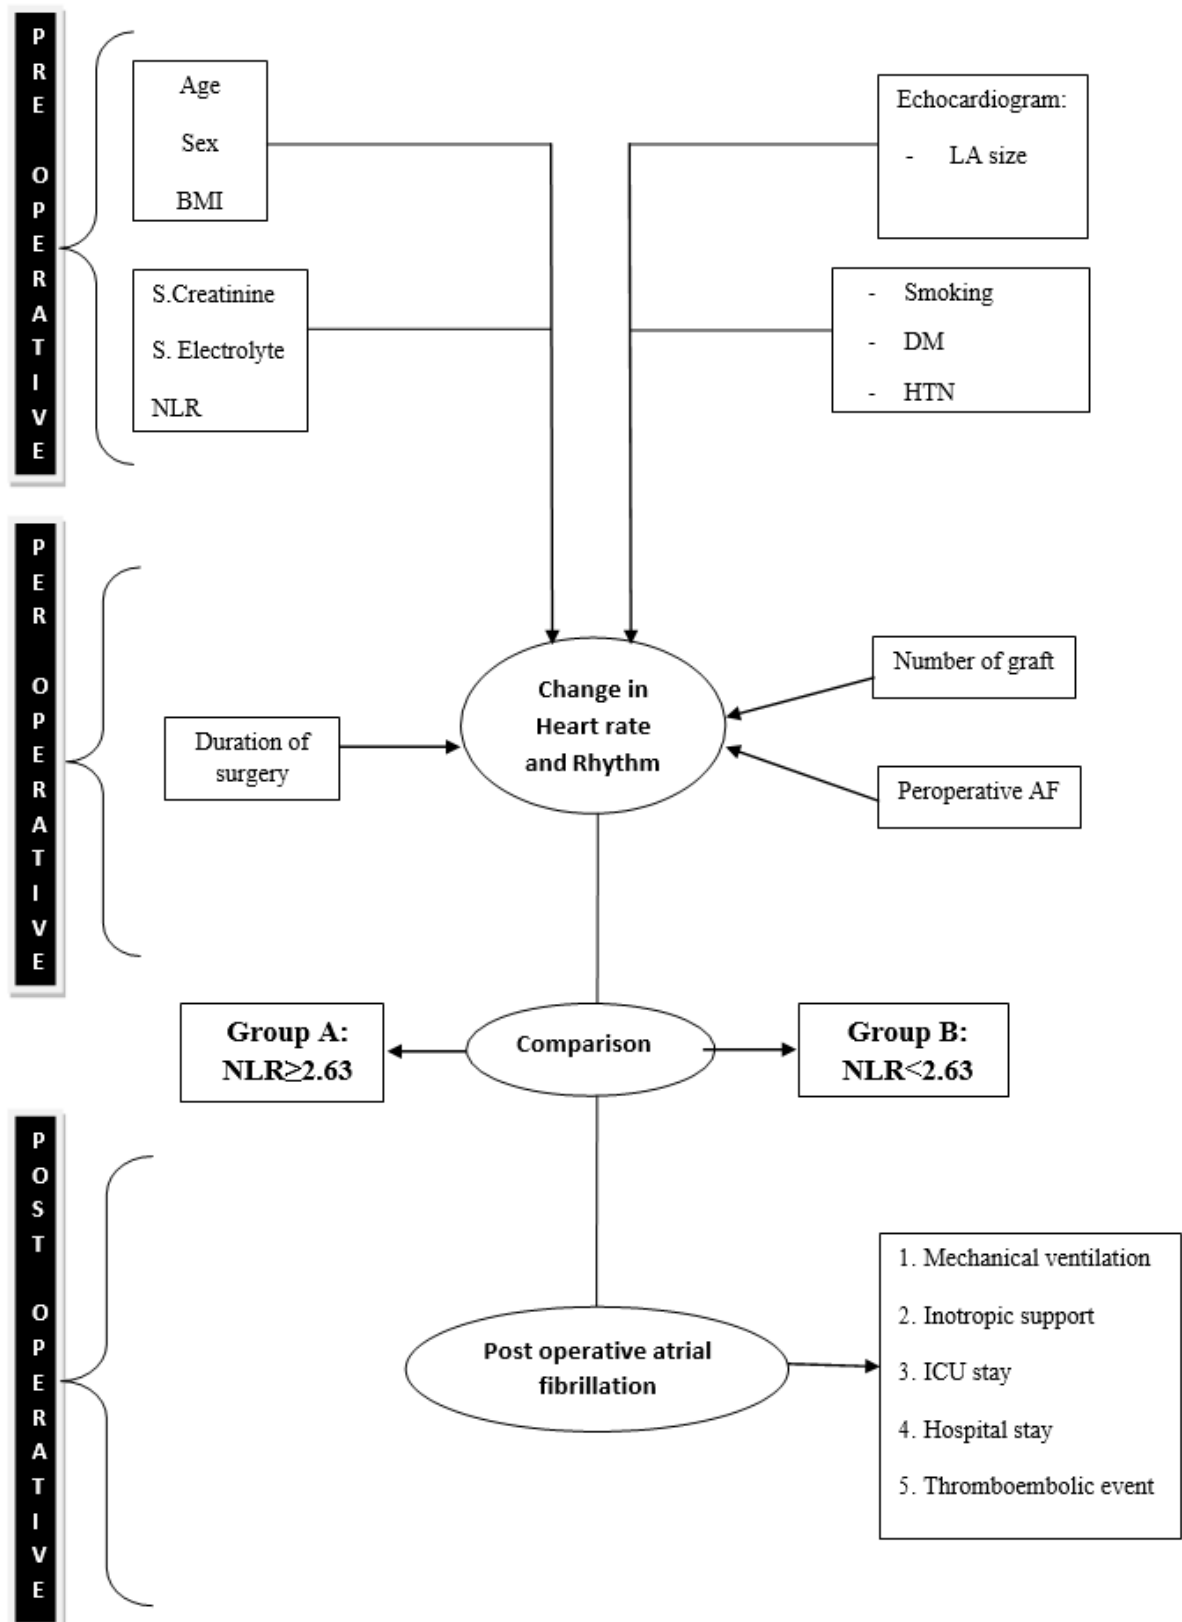 PRE OPERATIVE
Age
Sex
BMI
Echocardiogram:
- LA size
S.Creatinine
S. Electrolyte
NLR
- Smoking
- DM
- HTN
PER OPERATIVE
Change in
Heart rate
and Rhythm
Number of graft
Duration of
surgery
Peroperative AF
Group A:
NLR≥2.63
Comparison
Group B:
NLR<2.63
POST OPERATIVE
Post operative atrial
fibrillation
1. Mechanical ventilation
2. Inotropic support
3. ICU stay
4. Hospital stay
5. Thromboembolic event